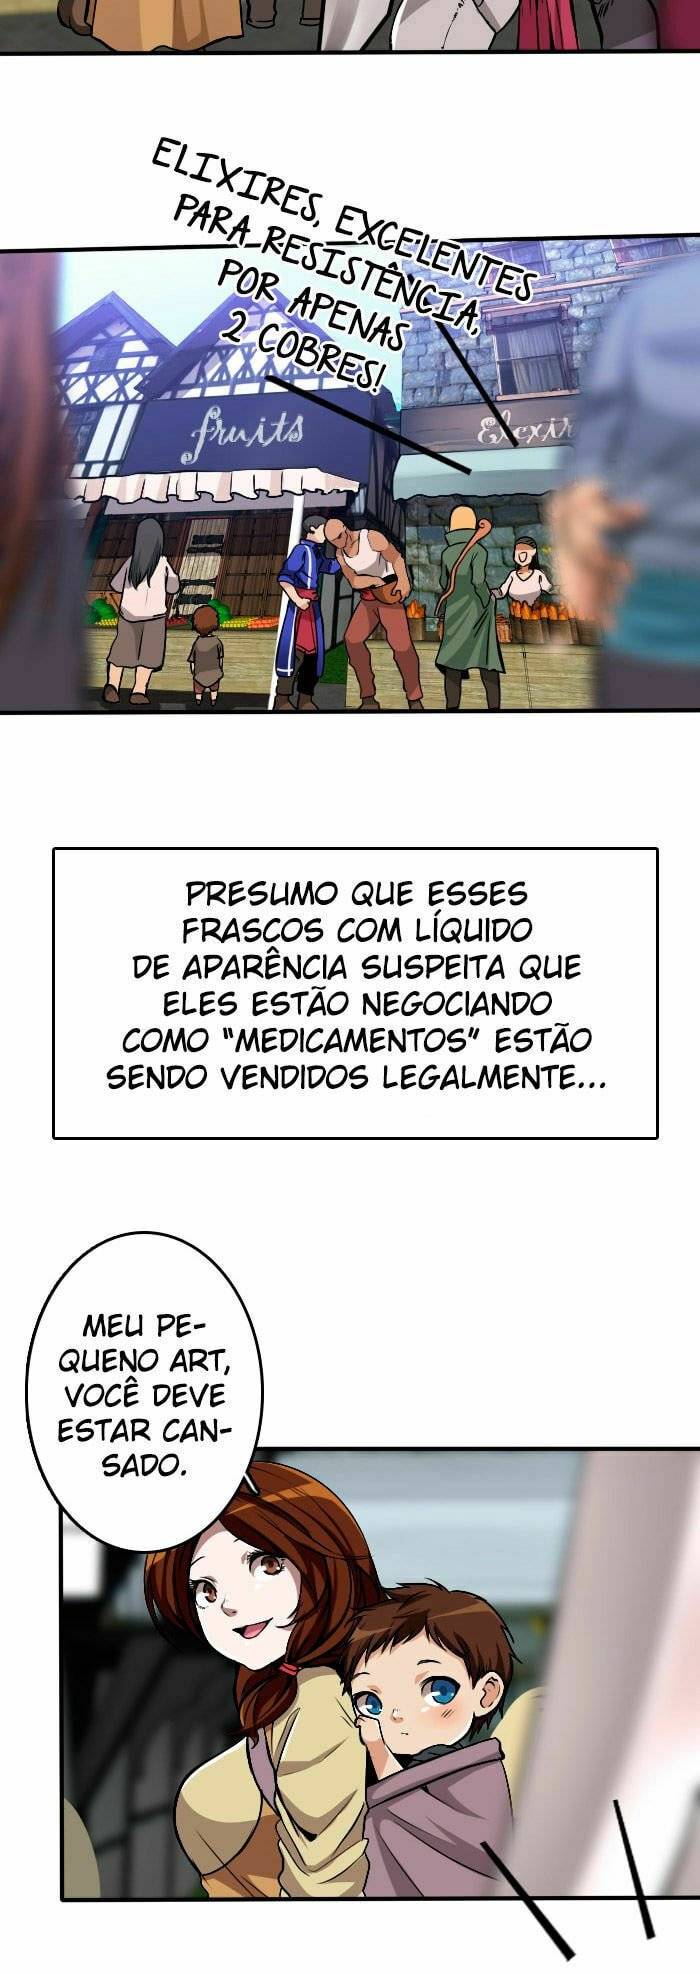 ELIXIRES, EXCELENTES
PARA RESISTÊNCIA,
POR APENAS
2 COBRES!
fruits
Elexir
PRESUMO QUE ESSES
FRASCOS COM LÍQUIDO
DE APARÊNCIA SUSPEITA QUE
ELES ESTÃO NEGOCIANDO
COMO “MEDICAMENTOS” ESTÃO
SENDO VENDIDOS LEGALMENTE...
MEU PE-
QUENO ART,
VOCÊ DEVE
ESTAR CAN-
SADO.